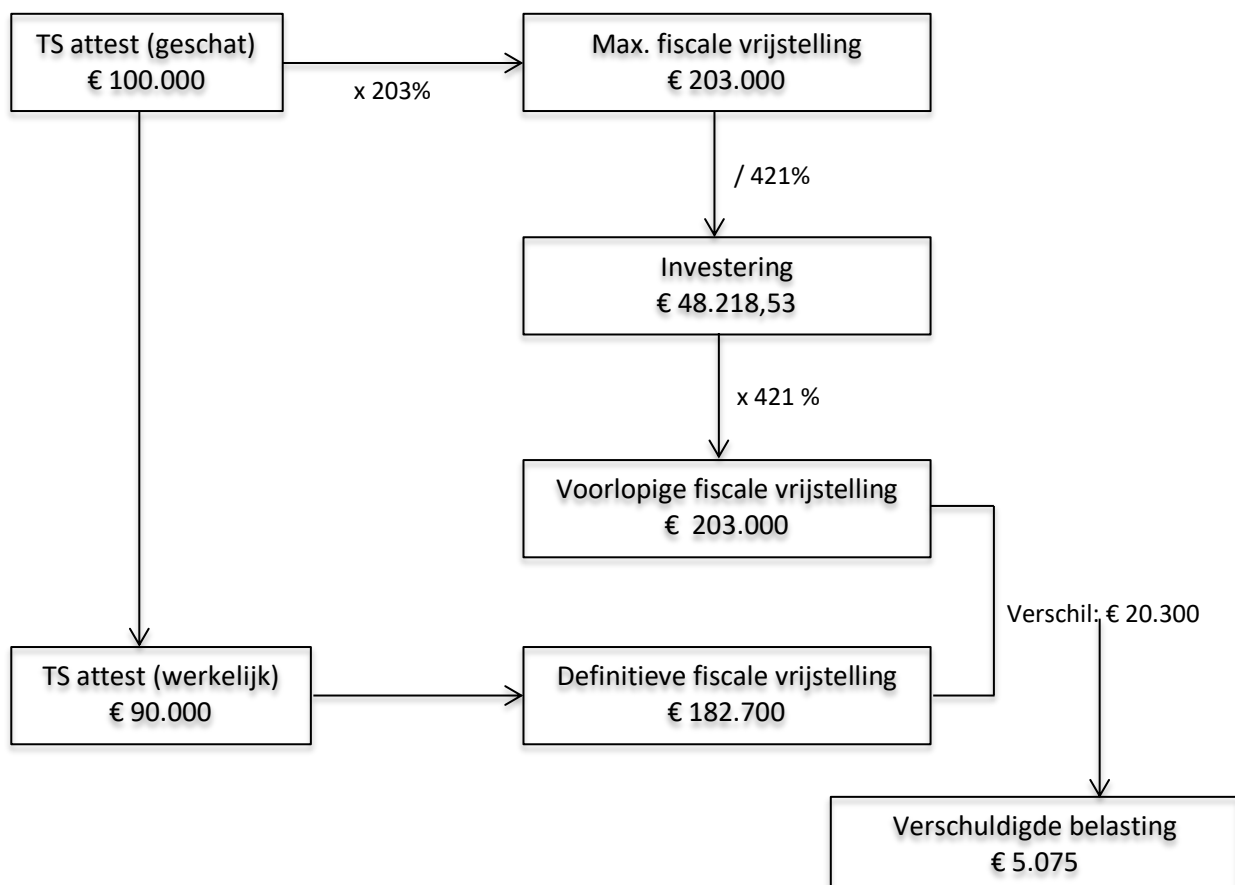 TS attest (geschat)
€ 100.000
x 203%
Max. fiscale vrijstelling
€ 203.000
/ 421%
Investering
€ 48.218,53
x 421 %
Voorlopige fiscale vrijstelling
€  203.000
Verschil: € 20.300
TS attest (werkelijk)
€ 90.000
Definitieve fiscale vrijstelling
€ 182.700
Verschuldigde belasting
€ 5.075